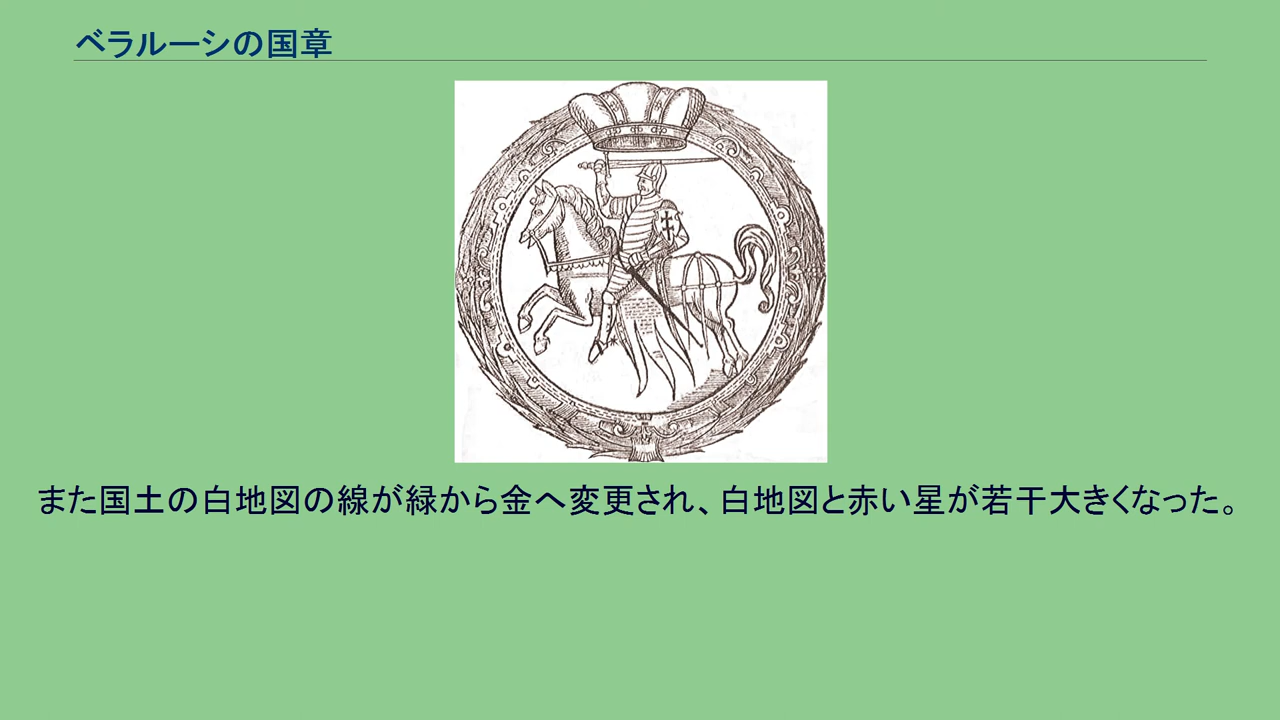 ベラルーシの国章
また国土の白地図の線が緑から金へ変更され、白地図と赤い星が若干大きくなった。